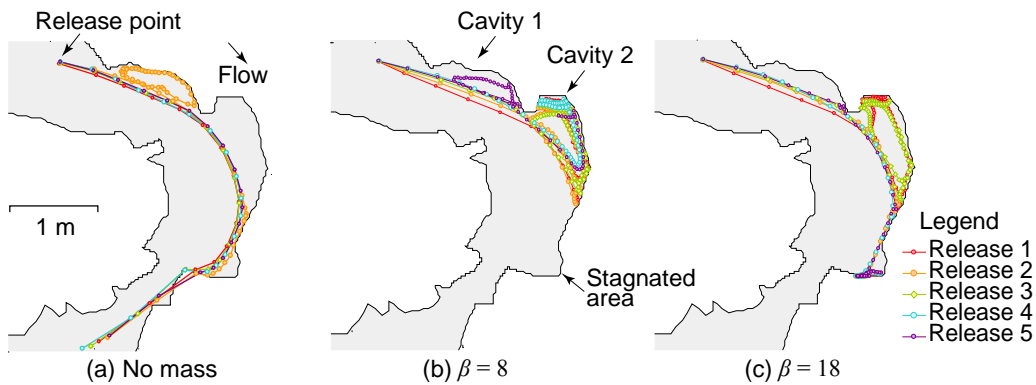 Release point
Flow
1 m
(a) No mass
Cavity 1
Cavity 2
Stagnated
area
(b) β = 8
(c) β = 18
Legend
Release 1
Release 2
Release 3
Release 4
Release 5